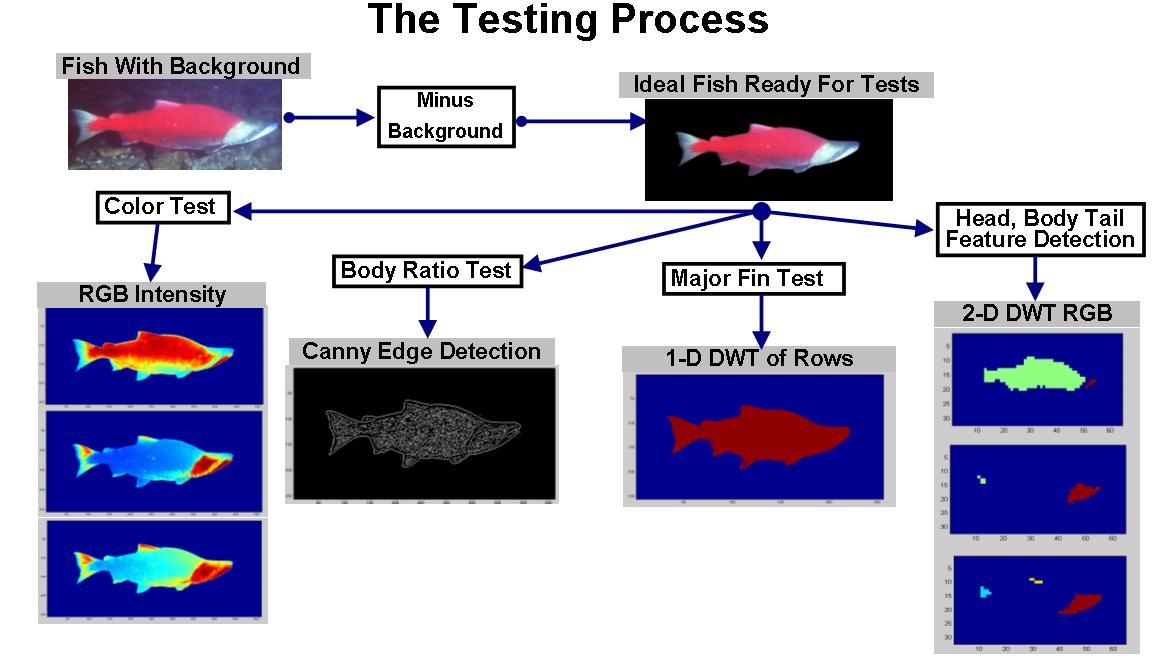 The Testing Process
Fish With Background
Minus
Background
Ideal Fish Ready For Tests
Color Test
Head, Body Tail
Feature Detection
Body Ratio Test
Major Fin Test
RGB Intensity
Canny Edge Detection
1-D DWT of Rows
2-D DWT RGB
5
10
15
20
25
30
10 20 30 40 50 60
5
10
15
20
25
30
10 20 30 40 50 60
5
10
15
20
25
30
10 20 30 40 50 60